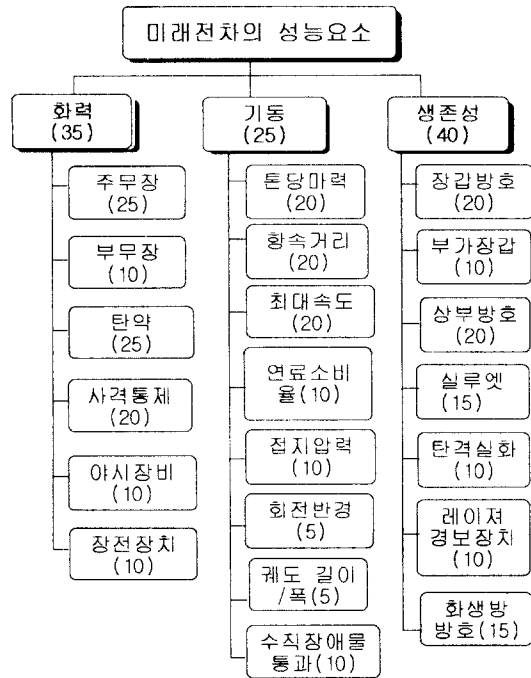 미래전차의 성능요소
화력
(35)
주무장
(25)
부무장
(10)
탄약
(25)
사격통제
(20)
야시장비
(10)
장전장치
(10)
기동
(25)
톤당마력
(20)
항속거리
(20)
최대속도
(20)
연료소비
율(10)
접지압력
(10)
회전반경
(5)
궤도 길이
/폭(5)
수직장애물
통과(10)
생존성
(40)
장갑방호
(20)
부가장갑
(10)
상부방호
(20)
실루엣
(15)
탄격실화
(10)
레이져
경보장치
(10)
화생방
방호(15)